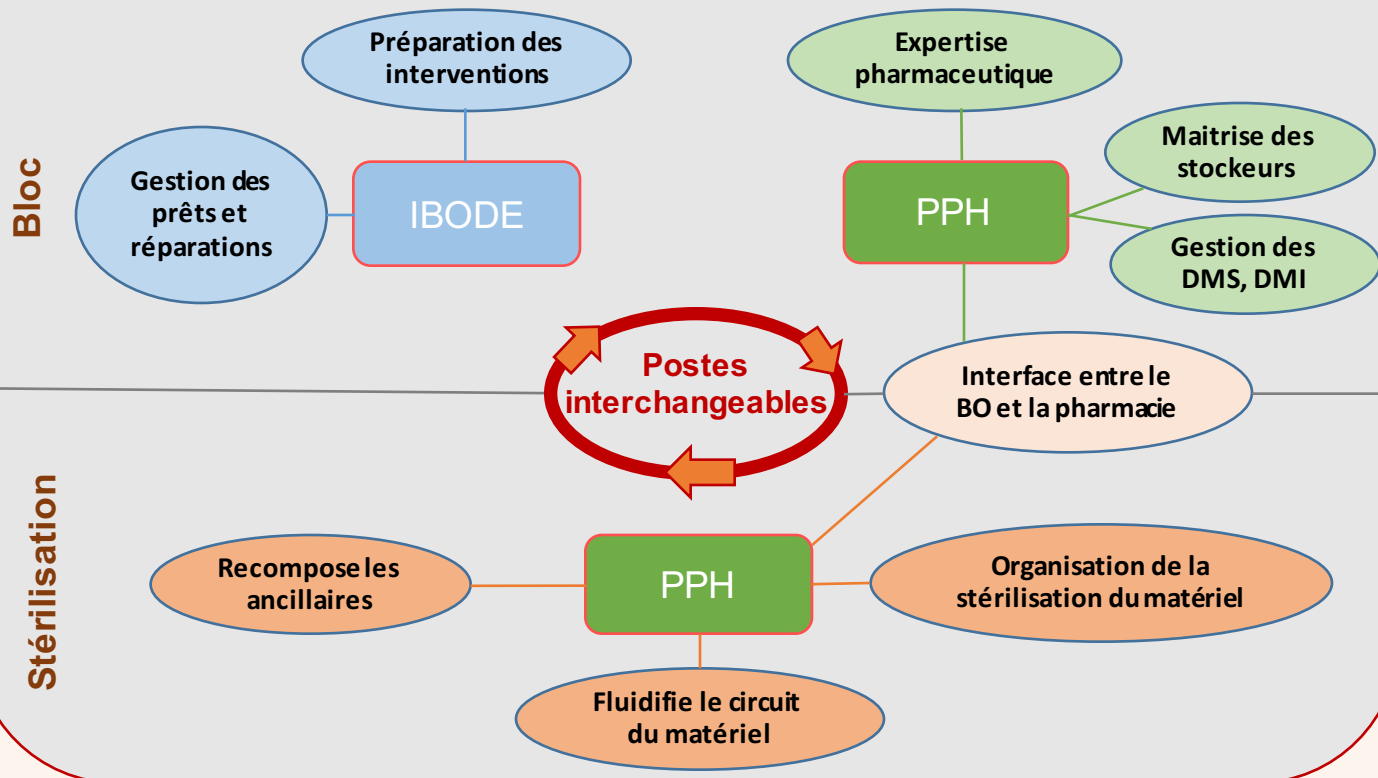 Bloc
Préparation des
interventions
Gestion des
prêts et
réparations
IBODE
Expertise
pharmaceutique
PPH
Maitrise des
stockeurs
Gestion des
DMS, DMI
Postes
interchangeables
Interface entre le
BO et la pharmacie
Stérilisation
Recompose les
ancillaires
PPH
Organisation de la
stérilisation du matériel
Fluidifie le circuit
du matériel